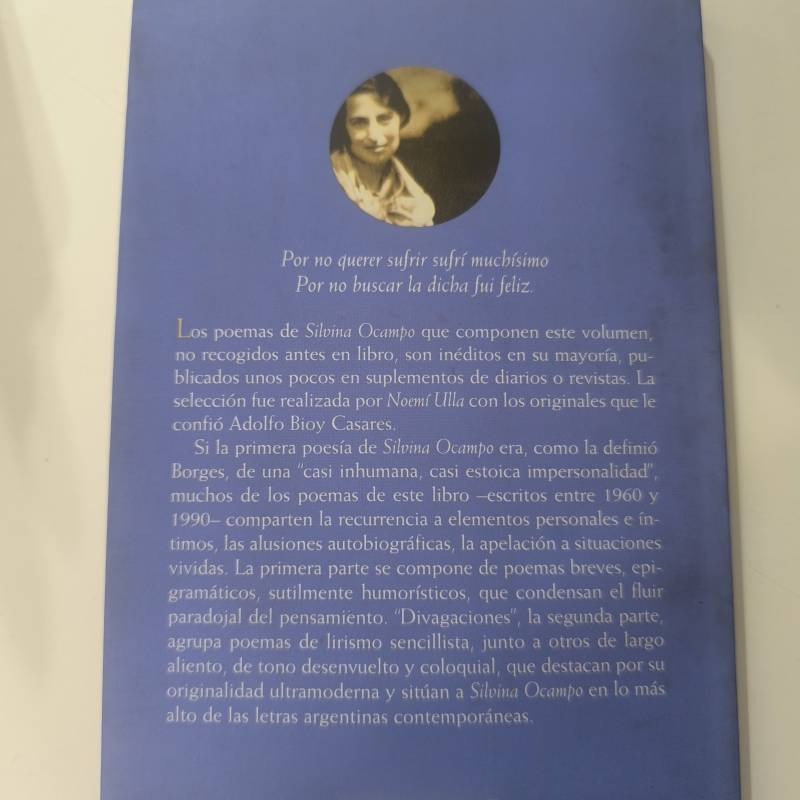 Por no querer sufrir sufrí muchísimo
Por no buscar la dicha fui feliz.
Los poemas de Silvina Ocampo que componen este volumen,
no recogidos antes en libro, son inéditos en su mayoría, pu-
blicados unos pocos en suplementos de diarios o revistas. La
selección fue realizada por Noemí Ulla con los originales que le
confió Adolfo Bioy Casares.
Si la primera poesía de Silvina Ocampo era, como la definió
Borges, de una "casi inhumana, casi estoica impersonalidad",
muchos de los poemas de este libro –escritos entre 1960 y
1990– comparten la recurrencia a elementos personales e ín-
timos, las alusiones autobiográficas, la apelación a situaciones
vividas. La primera parte se compone de poemas breves, epi-
gramáticos, sutilmente humorísticos, que condensan el fluir
paradojal del pensamiento. "Divagaciones", la segunda parte,
agrupa poemas de lirismo sencillista, junto a otros de largo
aliento, de tono desenvuelto y coloquial, que destacan por su
originalidad ultramoderna y sitúan a Silvina Ocampo en lo más
alto de las letras argentinas contemporáneas.